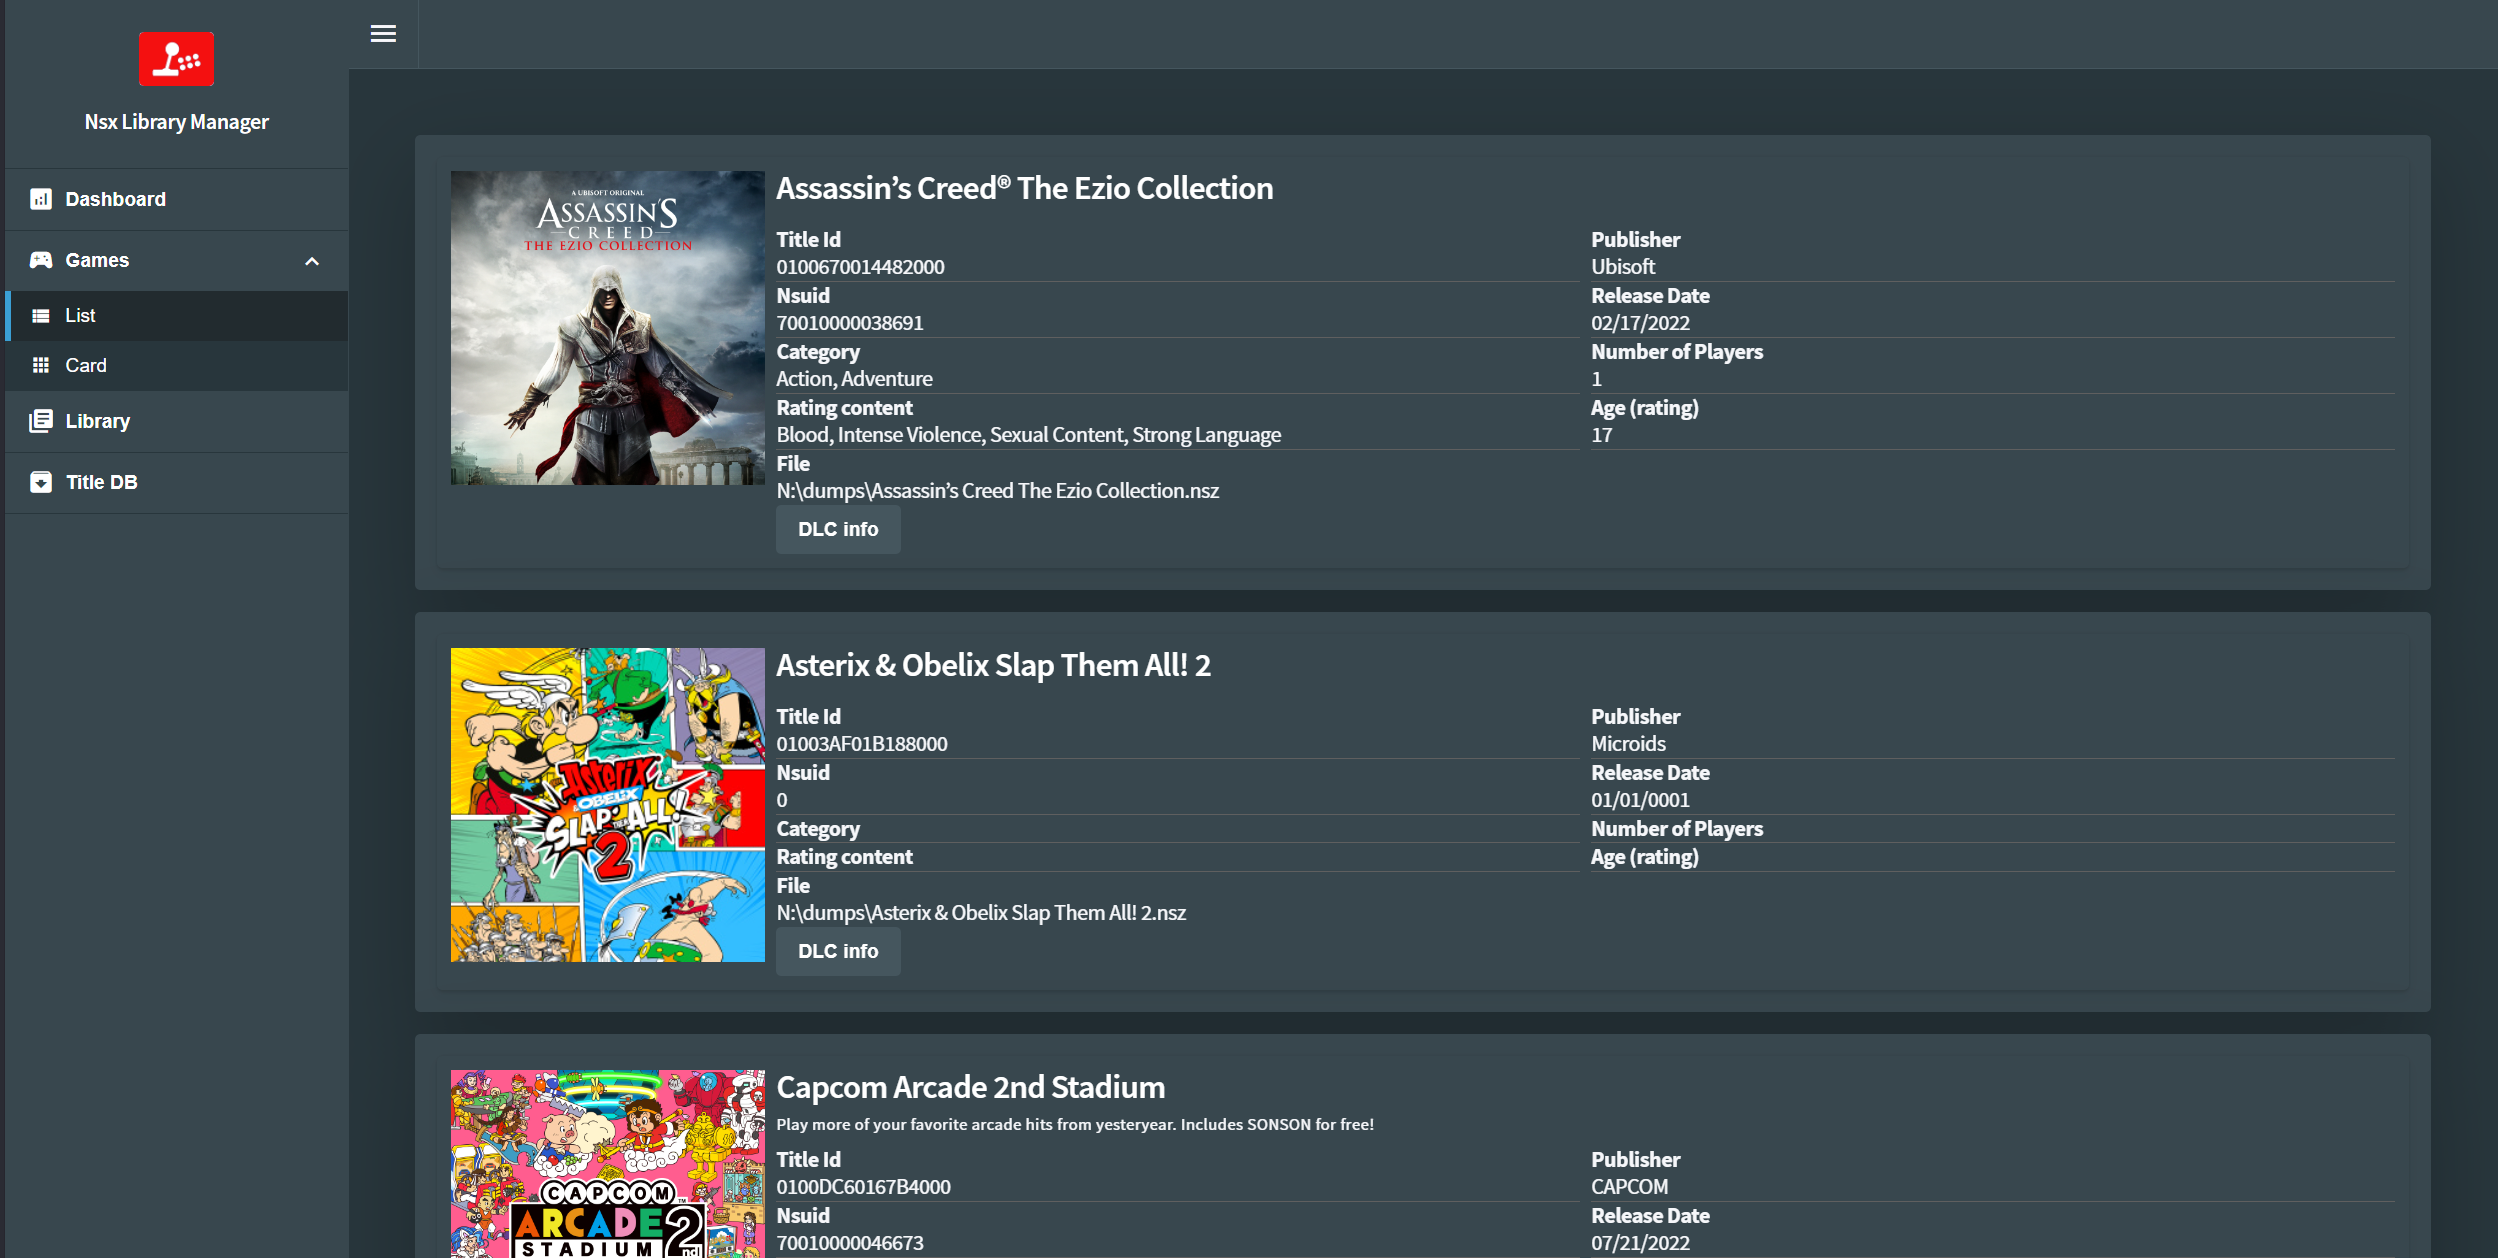 Nsx Library Manager
Dashboard
Games
List
Card
Library
Title DB
A UBISOFT ORIGINAL
ASSASSIN'S
CREED
THE EZIO COLLECTION
Assassin’s Creed® The Ezio Collection
Title Id
0100670014482000
Nsuid
70010000038691
Category
Action, Adventure
Rating content
Blood, Intense Violence, Sexual Content, Strong Language
File
N:\dumps\Assassin’s Creed The Ezio Collection.nsz
DLC info
Publisher
Ubisoft
Release Date
02/17/2022
Number of Players
1
Age (rating)
17
Asterix
& OBELIX
SLAP THEM ALL!
2
Asterix & Obelix Slap Them All! 2
Title Id
01003AF01B188000
Nsuid
0
Category
Rating content
File
N:\dumps\Asterix & Obelix Slap Them All! 2.nsz
DLC info
Publisher
Microids
Release Date
01/01/0001
Number of Players
Age (rating)
CAPCOM™
ARCADE 2nd
STADIUM
Capcom Arcade 2nd Stadium
Play more of your favorite arcade hits from yesteryear. Includes SONSON for free!
Title Id
0100DC60167B4000
Nsuid
70010000046673
Publisher
CAPCOM
Release Date
07/21/2022